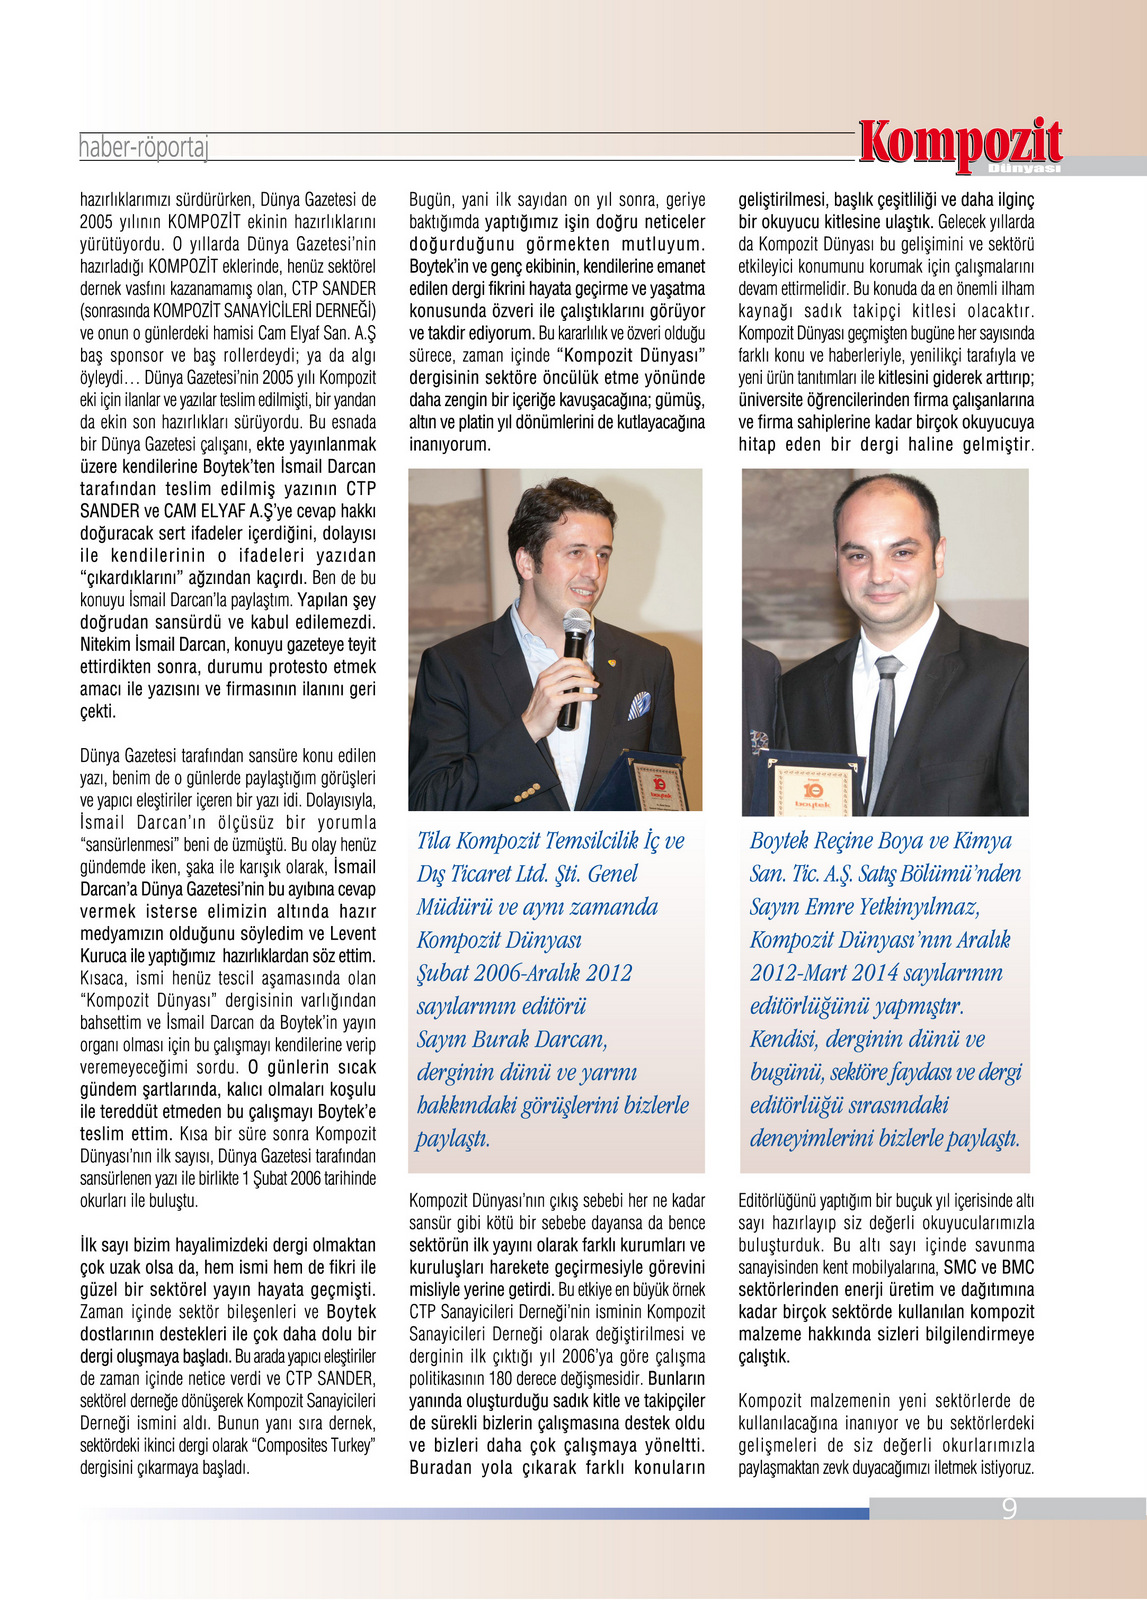 haber-röportaj
Kompozit
Dünyası
hazırlıklarımızı sürdürürken, Dünya Gazetesi de
2005 yılının KOMPOZİT ekinin hazırlıklarını
yürütüyordu. O yıllarda Dünya Gazetesi’nin
hazırladığı KOMPOZİT eklerinde, henüz sektörel
dernek vasfını kazanamamış olan, CTP SANDER
(sonrasında KOMPOZİT SANAYİCİLERİ DERNEĞİ)
ve onun o günlerdeki hamisi Cam Elyaf San. A.Ş
baş sponsor ve baş rollerdeydi; ya da algı
öyleydi… Dünya Gazetesi’nin 2005 yılı Kompozit
eki için ilanlar ve yazılar teslim edilmişti, bir yandan
da ekin son hazırlıkları sürüyordu. Bu esnada
bir Dünya Gazetesi çalışanı, ekte yayınlanmak
üzere kendilerine Boytek’ten İsmail Darcan
tarafından teslim edilmiş yazının CTP
SANDER ve CAM ELYAF A.Ş’ye cevap hakkı
doğuracak sert ifadeler içerdiğini, dolayısı
ile kendilerinin o ifadeleri yazıdan
“çıkardıklarını” ağzından kaçırdı. Ben de bu
konuyu İsmail Darcan’la paylaştım. Yapılan şey
doğrudan sansürdü ve kabul edilemezdi.
Nitekim İsmail Darcan, konuyu gazeteye teyit
ettirdikten sonra, durumu protesto etmek
amacı ile yazısını ve firmasının ilanını geri
çekti.
Dünya Gazetesi tarafından sansüre konu edilen
yazı, benim de o günlerde paylaştığım görüşleri
ve yapıcı eleştiriler içeren bir yazı idi. Dolayısıyla,
İsmail Darcan’ın ölçüsüz bir yorumla
“sansürlenmesi” beni de üzmüştü. Bu olay henüz
gündemde iken, şaka ile karışık olarak, İsmail
Darcan’a Dünya Gazetesi’nin bu ayıbına cevap
vermek isterse elimizin altında hazır
medyamızın olduğunu söyledim ve Levent
Kuruca ile yaptığımız hazırlıklardan söz ettim.
Kısaca, ismi henüz tescil aşamasında olan
“Kompozit Dünyası” dergisinin varlığından
bahsettim ve İsmail Darcan da Boytek’in yayın
organı olması için bu çalışmayı kendilerine verip
veremeyeceğimi sordu. O günlerin sıcak
gündem şartlarında, kalıcı olmaları koşulu
ile tereddüt etmeden bu çalışmayı Boytek’e
teslim ettim. Kısa bir süre sonra Kompozit
Dünyası’nın ilk sayısı, Dünya Gazetesi tarafından
sansürlenen yazı ile birlikte 1 Şubat 2006 tarihinde
okurları ile buluştu.
İlk sayı bizim hayalimizdeki dergi olmaktan
çok uzak olsa da, hem ismi hem de fikri ile
güzel bir sektörel yayın hayata geçmişti.
Zaman içinde sektör bileşenleri ve Boytek
dostlarının destekleri ile çok daha dolu bir
dergi oluşmaya başladı. Bu arada yapıcı eleştiriler
de zaman içinde netice verdi ve CTP SANDER,
sektörel derneğe dönüşerek Kompozit Sanayicileri
Derneği ismini aldı. Bunun yanı sıra dernek,
sektördeki ikinci dergi olarak “Composites Turkey”
dergisini çıkarmaya başladı.
Bugün, yani ilk sayıdan on yıl sonra, geriye
baktığımda yaptığımız işin doğru neticeler
doğurduğunu görmekten mutluyum.
Boytek’in ve genç ekibinin, kendilerine emanet
edilen dergi fikrini hayata geçirme ve yaşatma
konusunda özveri ile çalıştıklarını görüyor
ve takdir ediyorum. Bu kararlılık ve özveri olduğu
sürece, zaman içinde “Kompozit Dünyası”
dergisinin sektöre öncülük etme yönünde
daha zengin bir içeriğe kavuşacağına; gümüş,
altın ve platin yıl dönümlerini de kutlayacağına
inanıyorum.
10
Tila Kompozit Temsilcilik İç ve
Dış Ticaret Ltd. Şti. Genel
Müdürü ve aynı zamanda
Kompozit Dünyası
Şubat 2006-Aralık 2012
sayılarının editörü
Sayın Burak Darcan,
derginin dünü ve yarını
hakkındaki görüşlerini bizlerle
paylaştı.
Kompozit Dünyası’nın çıkış sebebi her ne kadar
sansür gibi kötü bir sebebe dayansa da bence
sektörün ilk yayını olarak farklı kurumları ve
kuruluşları harekete geçirmesiyle görevini
misliyle yerine getirdi. Bu etkiye en büyük örnek
CTP Sanayicileri Derneği’nin isminin Kompozit
Sanayicileri Derneği olarak değiştirilmesi ve
derginin ilk çıktığı yıl 2006’ya göre çalışma
politikasının 180 derece değişmesidir. Bunların
yanında oluşturduğu sadık kitle ve takipçiler
de sürekli bizlerin çalışmasına destek oldu
ve bizleri daha çok çalışmaya yöneltti.
Buradan yola çıkarak farklı konuların
geliştirilmesi, başlık çeşitliliği ve daha ilginç
bir okuyucu kitlesine ulaştık. Gelecek yıllarda
da Kompozit Dünyası bu gelişimini ve sektörü
etkileyici konumunu korumak için çalışmalarını
devam ettirmelidir. Bu konuda da en önemli ilham
kaynağı sadık takipçi kitlesi olacaktır.
Kompozit Dünyası geçmişten bugüne her sayısında
farklı konu ve haberleriyle, yenilikçi tarafıyla ve
yeni ürün tanıtımları ile kitlesini giderek arttırıp;
üniversite öğrencilerinden firma çalışanlarına
ve firma sahiplerine kadar birçok okuyucuya
hitap eden bir dergi haline gelmiştir.
10
boytek
Boytek Reçine Boya ve Kimya
San. Tic. A.Ş. Satış Bölümü’nden
Sayın Emre Yetkinyılmaz,
Kompozit Dünyası’nın Aralık
2012-Mart 2014 sayılarının
editörlüğünü yapmıştır.
Kendisi, derginin dünü ve
bugünü, sektöre faydası ve dergi
editörlüğü sırasındaki
deneyimlerini bizlerle paylaştı.
Editörlüğünü yaptığım bir buçuk yıl içerisinde altı
sayı hazırlayıp siz değerli okuyucularımızla
buluşturduk. Bu altı sayı içinde savunma
sanayisinden kent mobilyalarına, SMC ve BMC
sektörlerinden enerji üretim ve dağıtımına
kadar birçok sektörde kullanılan kompozit
malzeme hakkında sizleri bilgilendirmeye
çalıştık.
Kompozit malzemenin yeni sektörlerde de
kullanılacağına inanıyor ve bu sektörlerdeki
gelişmeleri de siz değerli okurlarımızla
paylaşmaktan zevk duyacağımızı iletmek istiyoruz.
9